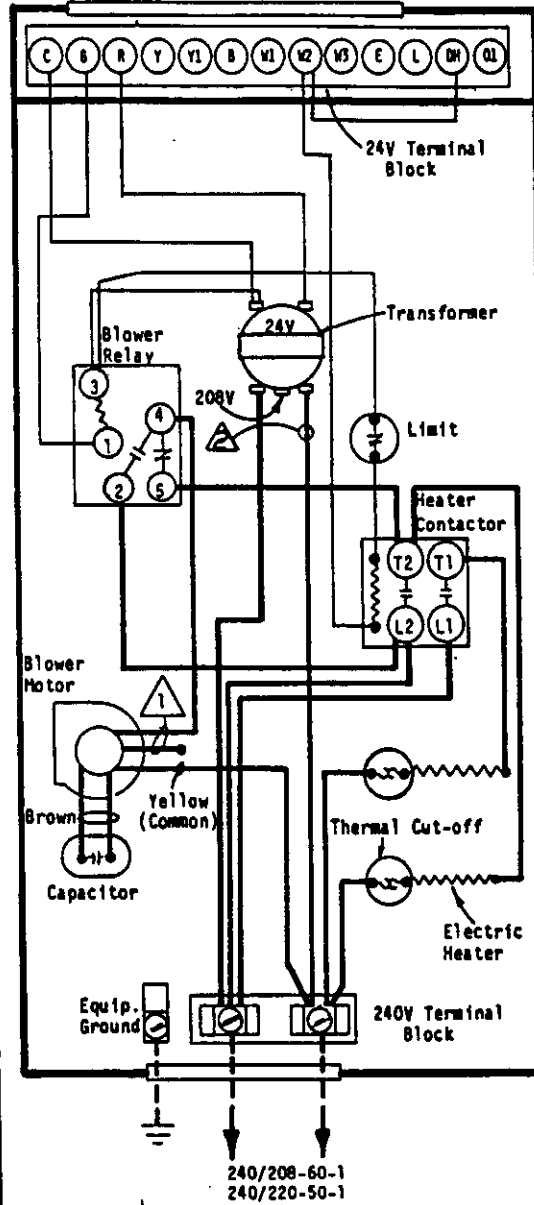 C G R Y Y1 B W1 W2 W3 E L DH O1
24V Terminal
Block
Transformer
24V
Blower
Relay
208V
3
2
4
1
Limit
2
5
Heater
Contactor
T2
T1
L2
L1
Blower
Motor
1
Yellow
(Common)
Brown
Thermal Cut-off
Capacitor
Electric
Heater
Equip.
Ground
240V Terminal
Block
240/208-60-1
240/220-50-1